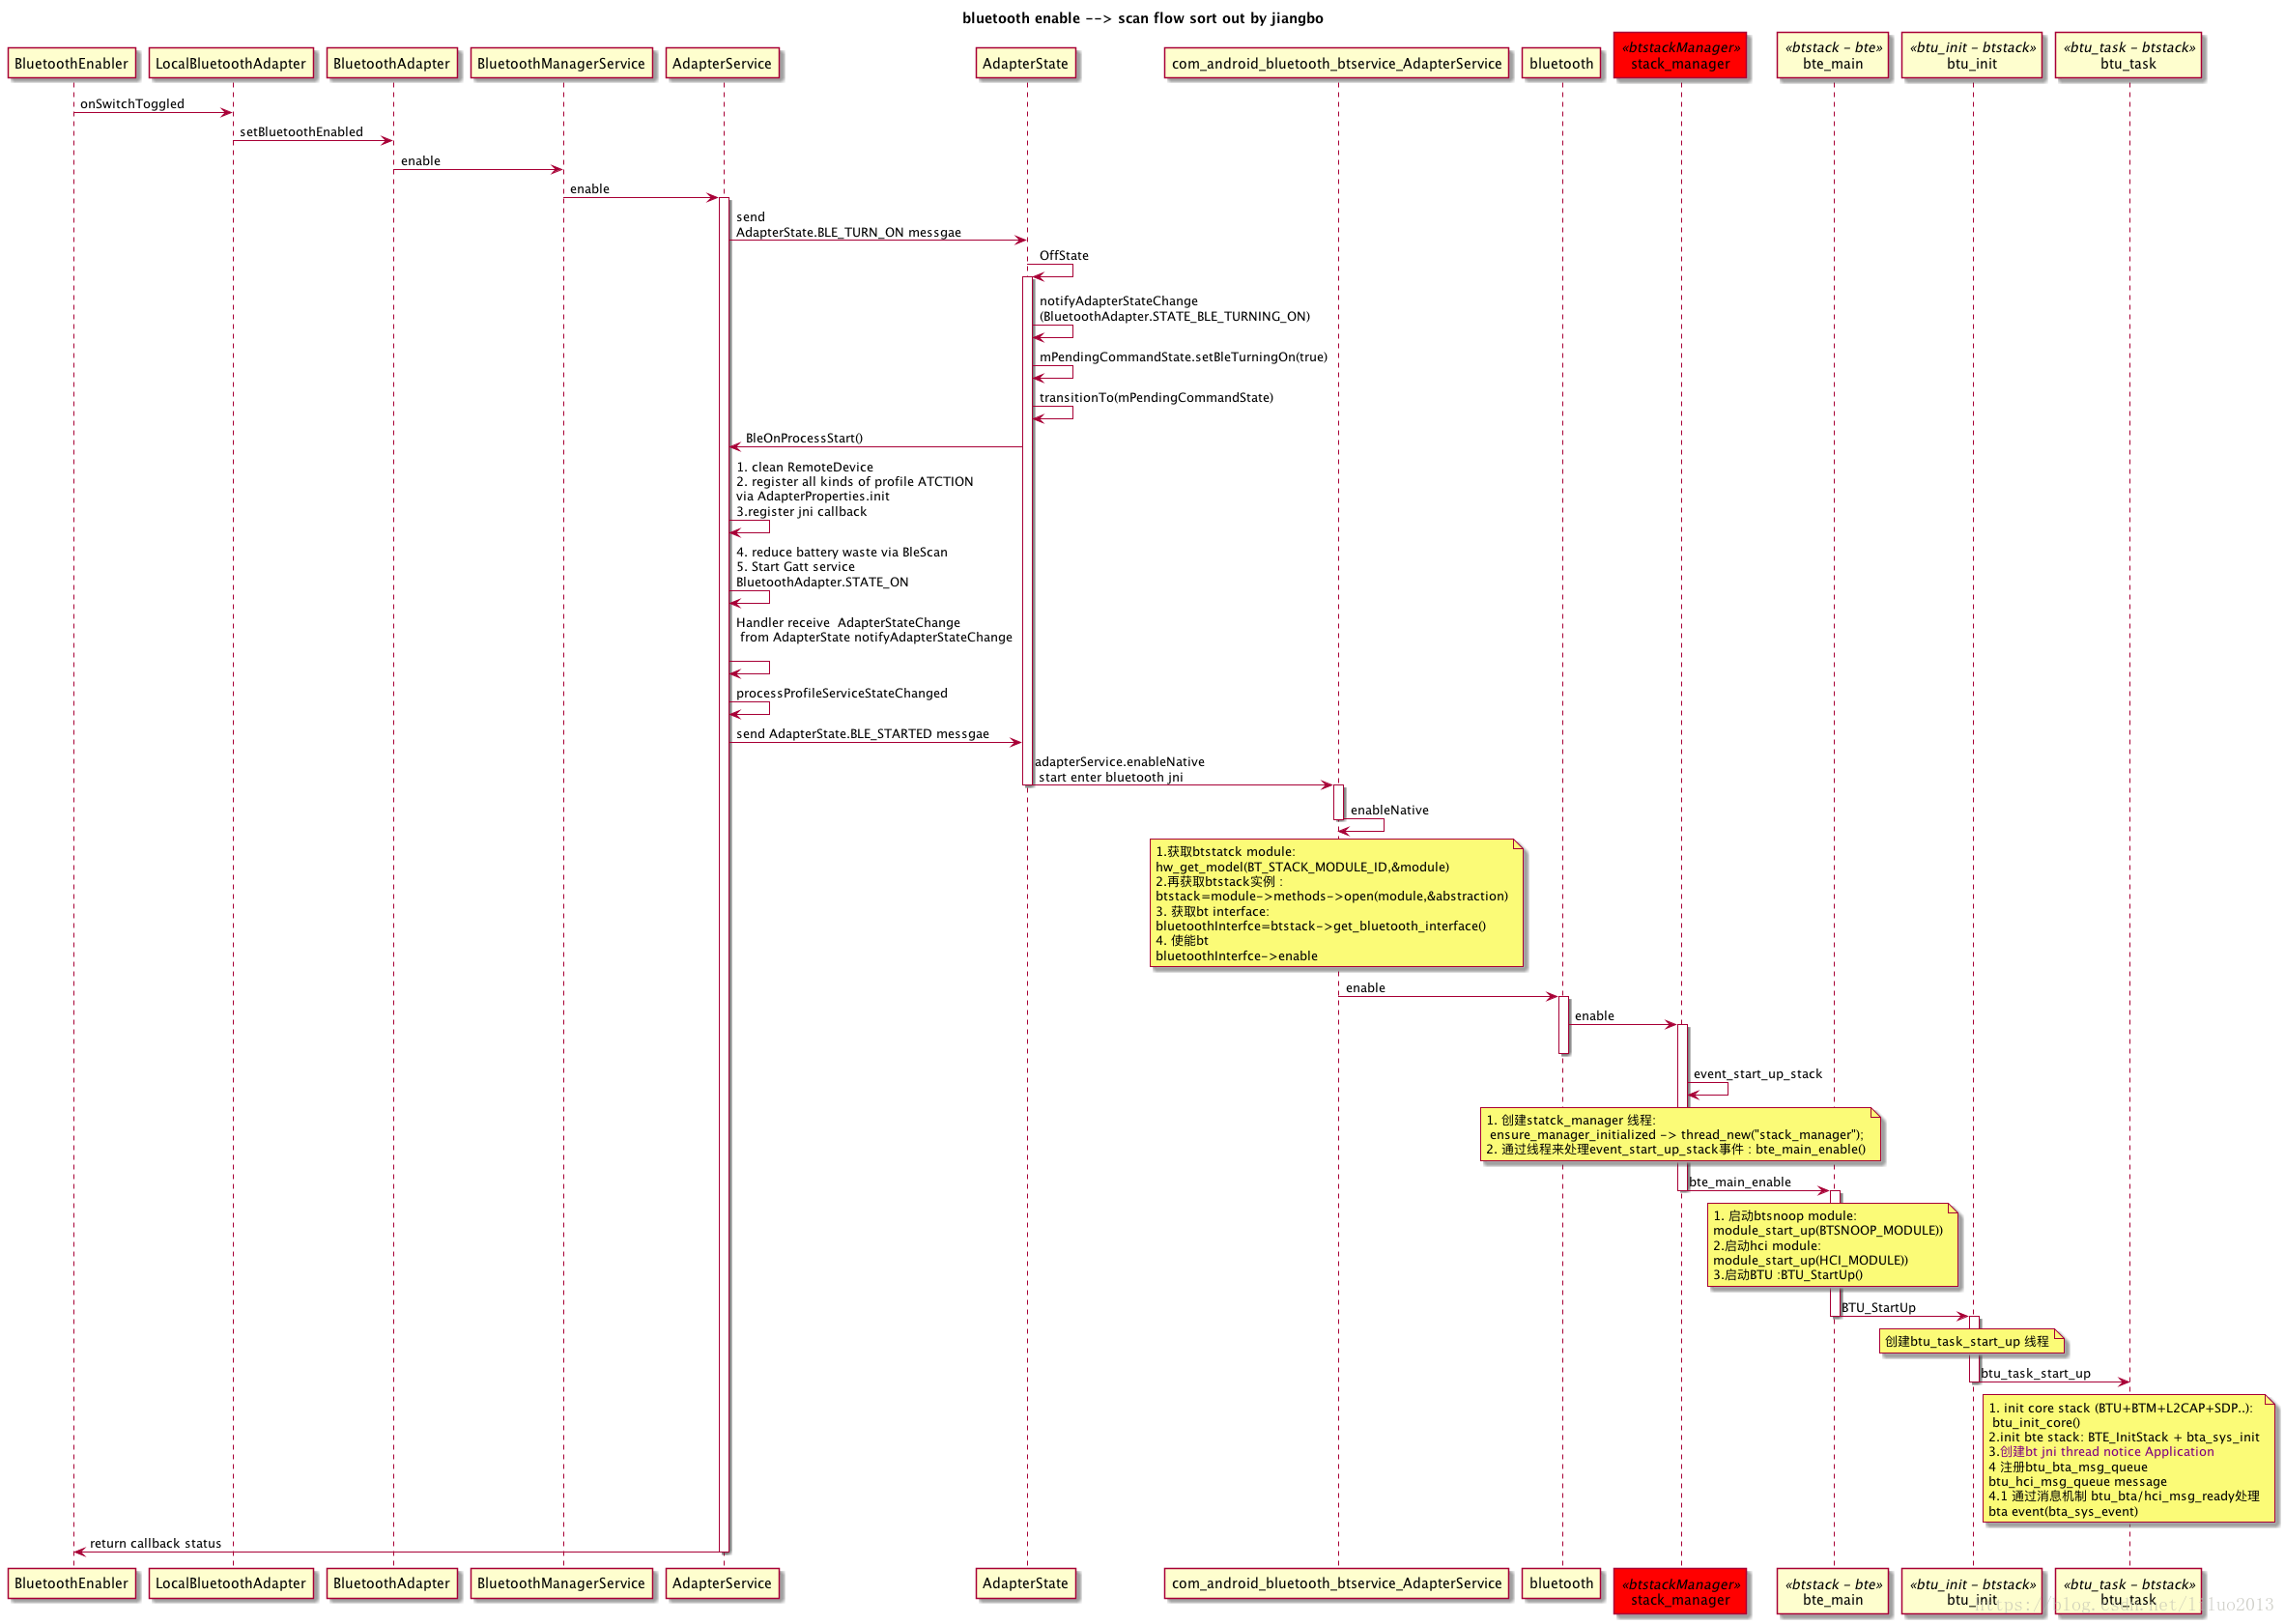 bluetooth enable --> scan flow sort out by jiangbo
BluetoothEnabler
LocalBluetoothAdapter
BluetoothAdapter
BluetoothManagerService
AdapterService
AdapterState
com_android_bluetooth_btservice_AdapterService
bluetooth
«btstackManager»
stack_manager
«btstack - bte»
bte_main
«btu_init - btstack»
btu_init
«btu_task - btstack»
btu_task
onSwitchToggled
setBluetoothEnabled
enable
enable
send
AdapterState.BLE_TURN_ON messgae
OffState
notifyAdapterStateChange
(BluetoothAdapter.STATE_BLE_TURNING_ON)
mPendingCommandState.setBleTurningOn(true)
transitionTo(mPendingCommandState)
BleOnProcessStart()
1. clean RemoteDevice
2. register all kinds of profile ATCTION
via AdapterProperties.init
3.register jni callback
4. reduce battery waste via BleScan
5. Start Gatt service
BluetoothAdapter.STATE_ON
Handler receive  AdapterStateChange
from AdapterState notifyAdapterStateChange
processProfileServiceStateChanged
send AdapterState.BLE_STARTED messgae
adapterService.enableNative
start enter bluetooth jni
enableNative
1.获取btstatck module:
hw_get_model(BT_STACK_MODULE_ID,&module)
2.再获取btstack实例 :
btstack=module->methods->open(module,&abstraction)
3. 获取bt interface:
bluetoothInterfce=btstack->get_bluetooth_interface()
4. 使能bt
bluetoothInterfce->enable
enable
enable
event_start_up_stack
1. 创建statck_manager 线程:
ensure_manager_initialized -> thread_new("stack_manager");
2. 通过线程来处理event_start_up_stack事件 : bte_main_enable()
bte_main_enable
1. 启动btsnoop module:
module_start_up(BTSNOOP_MODULE))
2.启动hci module:
module_start_up(HCI_MODULE))
3.启动BTU :BTU_StartUp()
BTU_StartUp
创建btu_task_start_up 线程
btu_task_start_up
1. init core stack (BTU+BTM+L2CAP+SDP..):
btu_init_core()
2.init bte stack: BTE_InitStack + bta_sys_init
3.创建bt jni thread notice Application
4 注册btu_bta_msg_queue
btu_hci_msg_queue message
4.1 通过消息机制 btu_bta/hci_msg_ready处理
bta event(bta_sys_event)
return callback status
BluetoothEnabler
LocalBluetoothAdapter
BluetoothAdapter
BluetoothManagerService
AdapterService
AdapterState
com_android_bluetooth_btservice_AdapterService
bluetooth
«btstackManager»
stack_manager
«btstack - bte»
bte_main
«btu_init - btstack»
btu_init
«btu_task - btstack»
btu_task